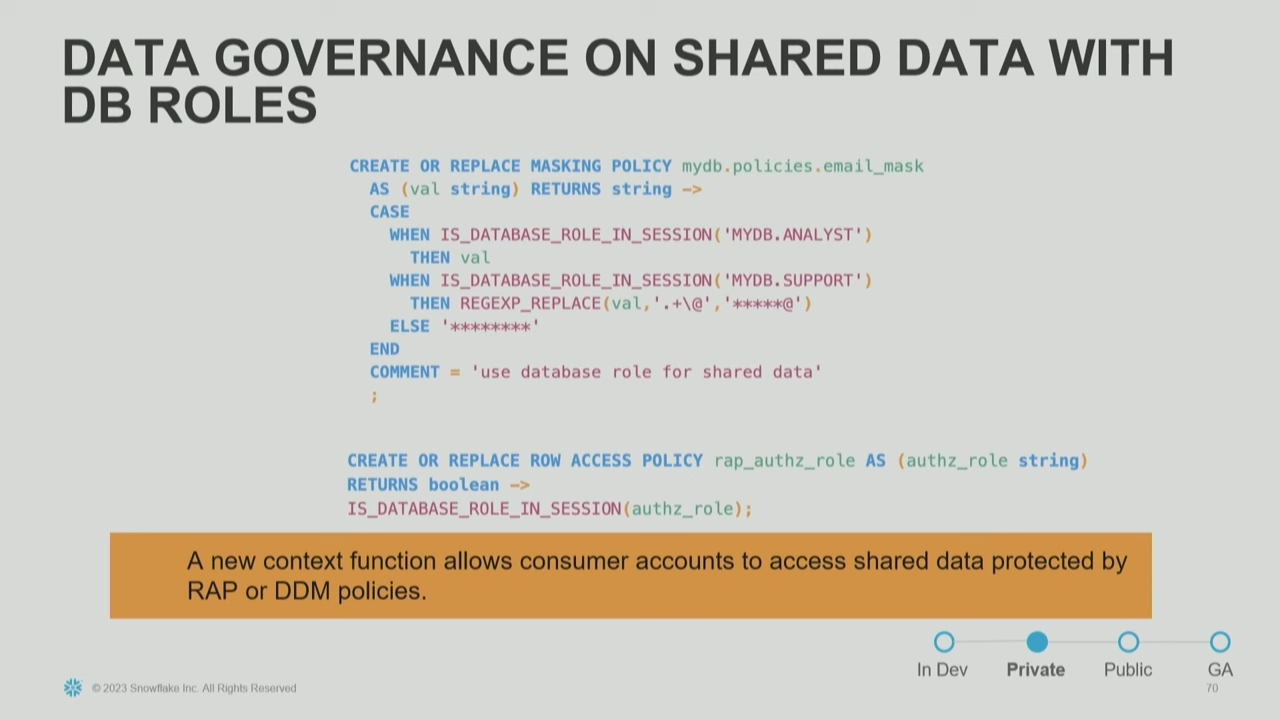 DATA GOVERNANCE ON SHARED DATA WITH
DB ROLES
CREATE OR REPLACE MASKING POLICY mydb.policies.email_mask
AS (val string) RETURNS string ->
CASE
WHEN IS_DATABASE_ROLE_IN_SESSION('MYDB.ANALYST')
THEN val
WHEN IS_DATABASE_ROLE_IN_SESSION('MYDB.SUPPORT')
THEN REGEXP_REPLACE(val,'.+\@','*****@')
ELSE '********'
END
COMMENT = 'use database role for shared data'
;
CREATE OR REPLACE ROW ACCESS POLICY rap_authz_role AS (authz_role string)
RETURNS boolean ->
IS_DATABASE_ROLE_IN_SESSION(authz_role);
A new context function allows consumer accounts to access shared data protected by
RAP or DDM policies.
In Dev Private Public GA
© 2023 Snowflake Inc. All Rights Reserved
70